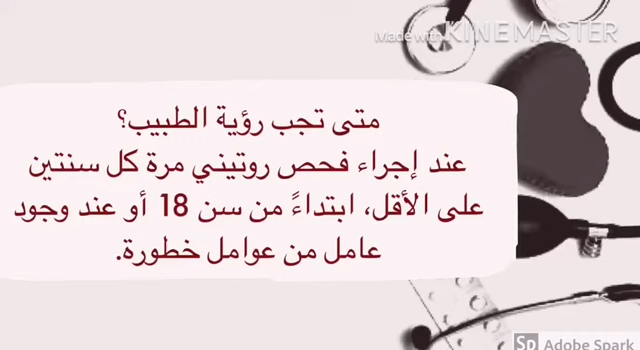 Made with KINEMASTER
متى تجب رؤية الطبيب؟
عند إجراء فحص روتيني مرة كل سنتين
على الأقل، ابتداءً من سن 18 أو عند وجود
عامل من عوامل خطورة.
Sp Adobe Spark